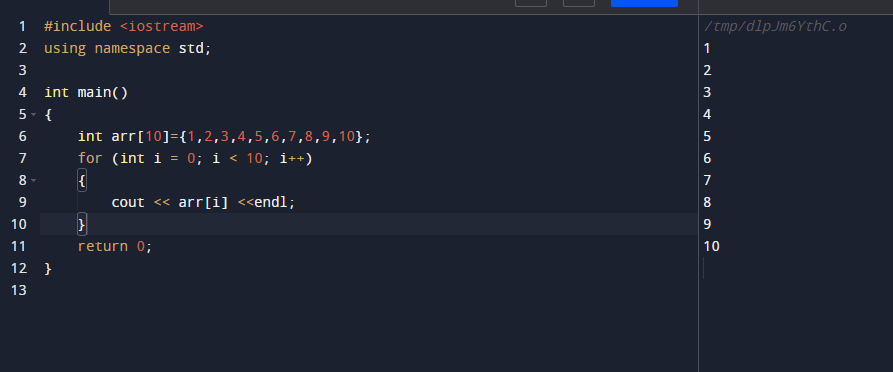 1 #include <iostream>
2 using namespace std;
3
4 int main()
5 {
6     int arr[10]={1,2,3,4,5,6,7,8,9,10};
7     for (int i = 0; i < 10; i++)
8     {
9         cout << arr[i] <<endl;
10     }
11     return 0;
12 }
13
/tmp/dlpJm6YthC.o
1
2
3
4
5
6
7
8
9
10